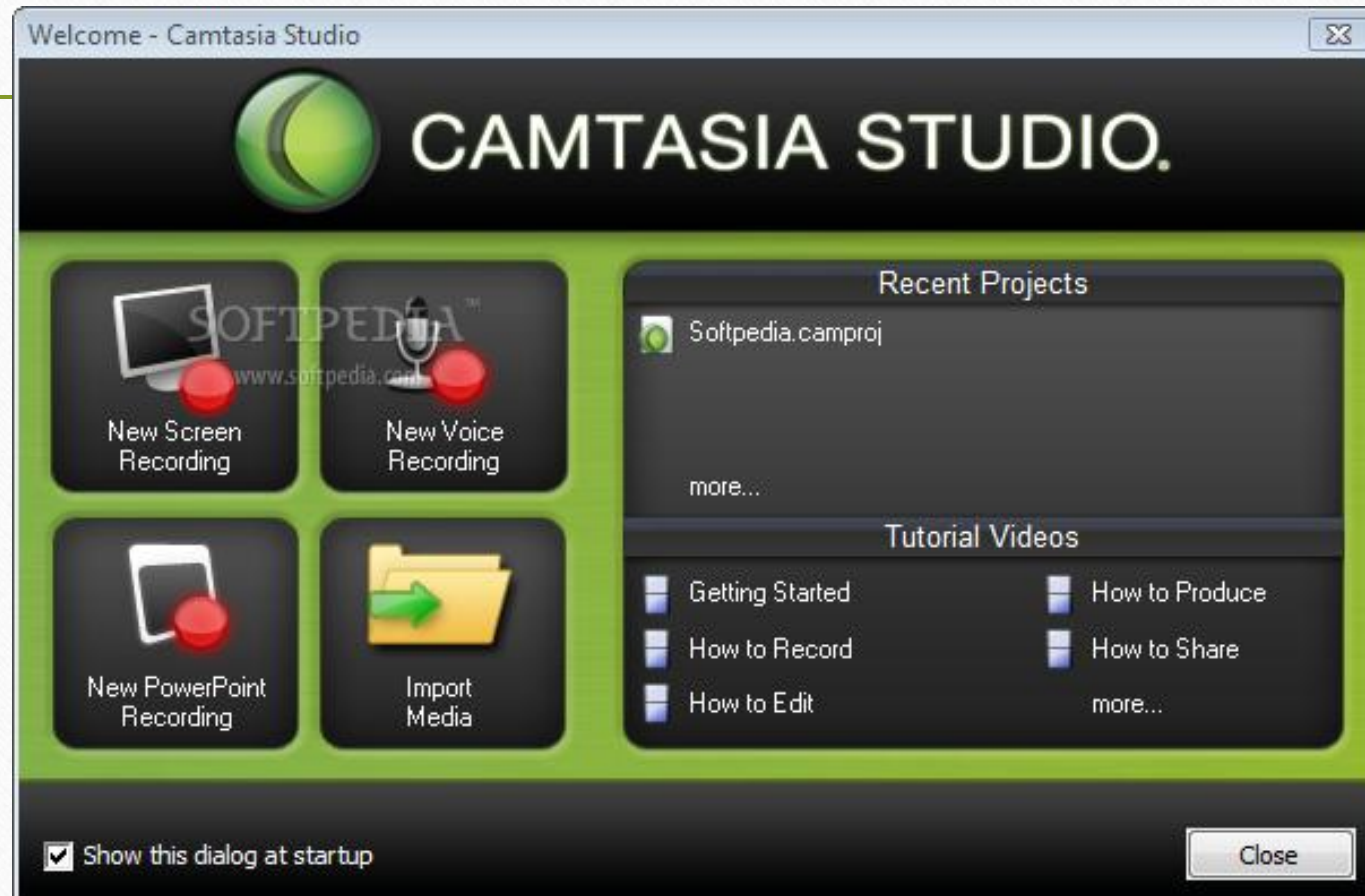 Welcome - Camtasia Studio
CAMTASIA STUDIO.
SOFTPEDIA™
www.softpedia.com
New Screen
Recording
New Voice
Recording
New PowerPoint
Recording
Import
Media
Recent Projects
Softpedia.camproj
more...
Tutorial Videos
Getting Started
How to Record
How to Edit
How to Produce
How to Share
more...
Show this dialog at startup
Close